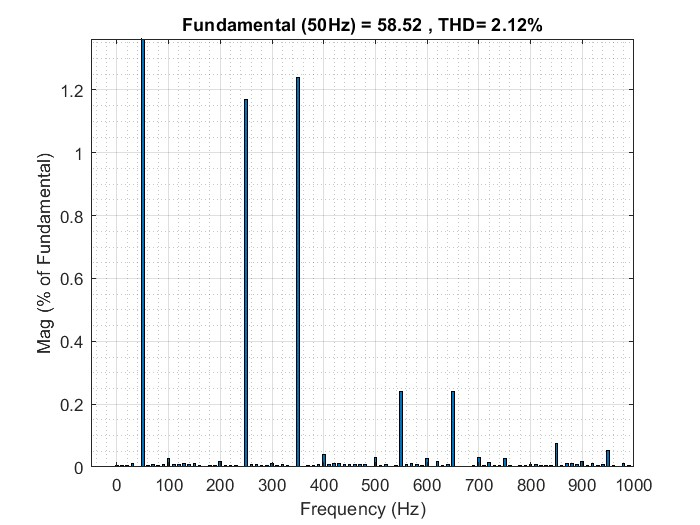 Fundamental (50Hz) = 58.52 , THD= 2.12%
Mag (% of Fundamental)
1.2
1
0.8
0.6
0.4
0.2
0
0 100 200 300 400 500 600 700 800 900 1000
Frequency (Hz)